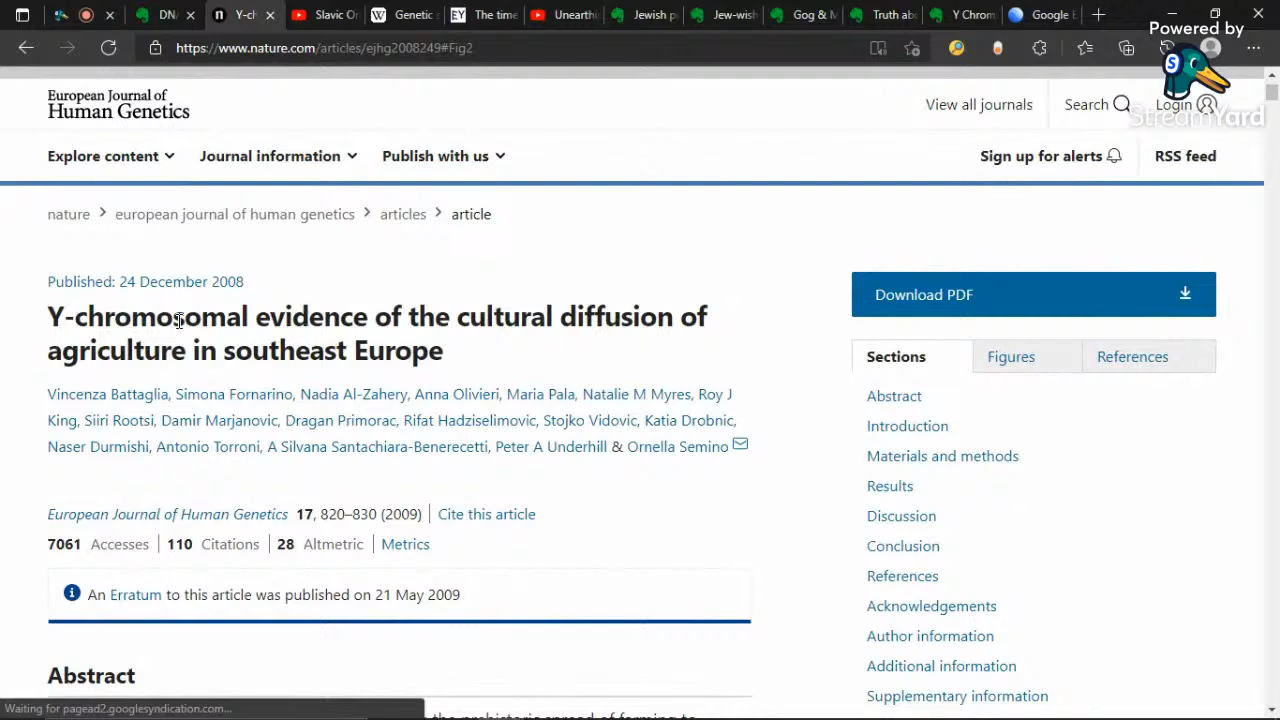 DN
Y-ch
Slavic Or
Genetic s
The time
Unearth
Jewish p
Jew-wish
Gog & M
Truth abo
Y Chrom
Google E
https://www.nature.com/articles/ejhg2008249#Fig2
Powered by
S
StreamYard
European Journal of
Human Genetics
View all journals
Search
Login
Explore content
Journal information
Publish with us
Sign up for alerts
RSS feed
nature > european journal of human genetics > articles > article
Published: 24 December 2008
Y-chromosomal evidence of the cultural diffusion of
agriculture in southeast Europe
Vincenza Battaglia, Simona Fornarino, Nadia Al-Zahery, Anna Olivieri, Maria Pala, Natalie M Myres, Roy J
King, Siiri Rootsi, Damir Marjanovic, Dragan Primorac, Rifat Hadziselimovic, Stojko Vidovic, Katia Drobnic,
Naser Durmishi, Antonio Torroni, A Silvana Santachiara-Benerecetti, Peter A Underhill & Ornella Semino
European Journal of Human Genetics 17, 820–830 (2009) | Cite this article
7061 Accesses | 110 Citations | 28 Altmetric | Metrics
An Erratum to this article was published on 21 May 2009
Abstract
Download PDF
Sections
Figures
References
Abstract
Introduction
Materials and methods
Results
Discussion
Conclusion
References
Acknowledgements
Author information
Additional information
Supplementary information
Waiting for pagead2.googlesyndication.com...
the prehistoric spread of farming to